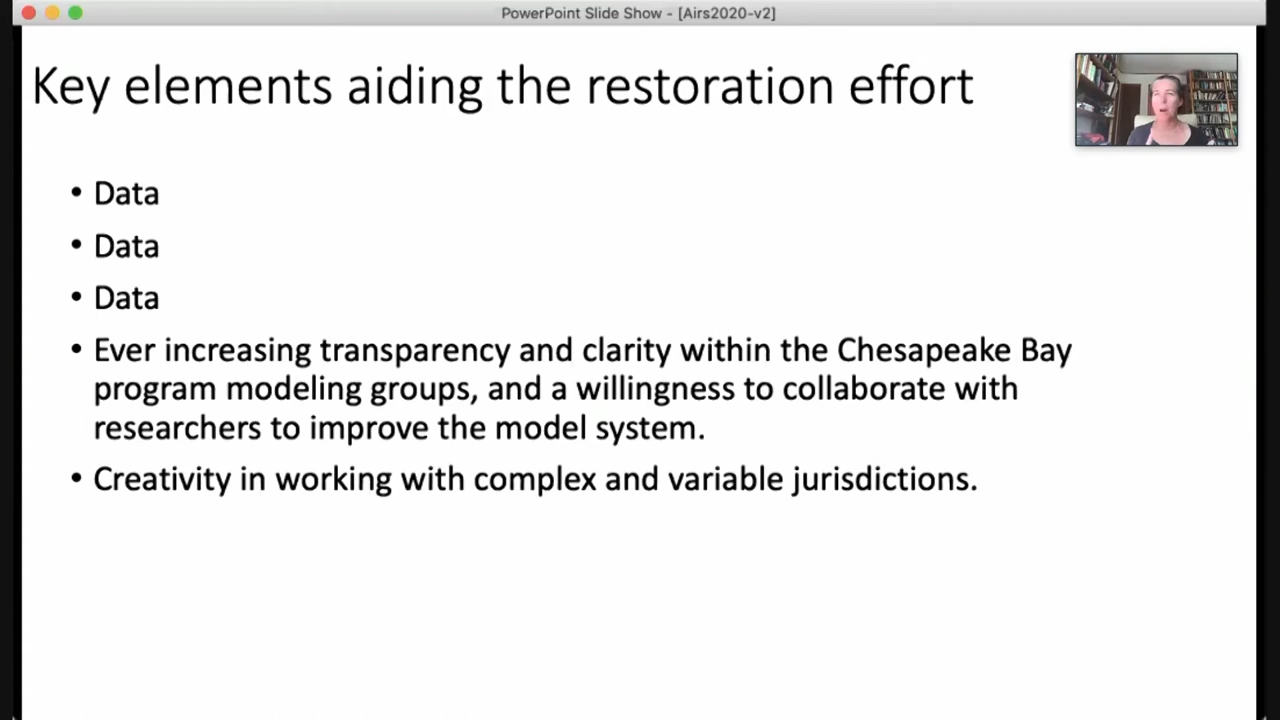 PowerPoint Slide Show - [Airs2020-v2]
Key elements aiding the restoration effort
• Data
• Data
• Data
• Ever increasing transparency and clarity within the Chesapeake Bay
program modeling groups, and a willingness to collaborate with
researchers to improve the model system.
• Creativity in working with complex and variable jurisdictions.